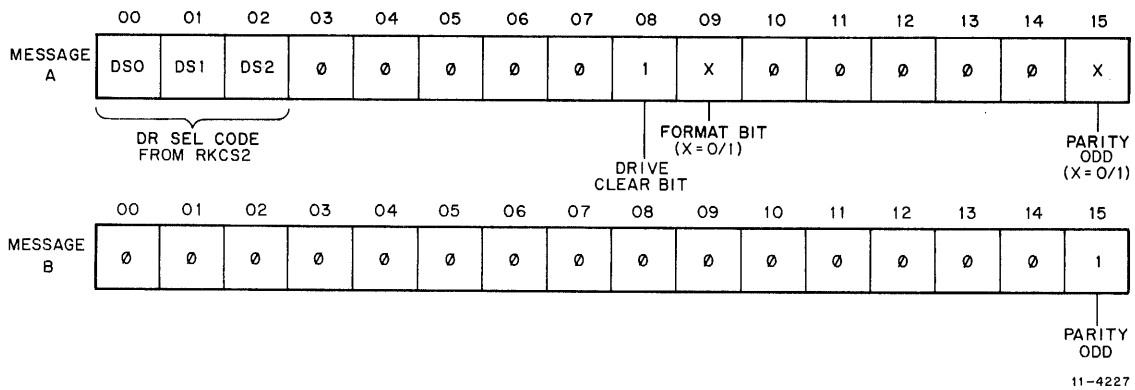 00 01 02 03 04 05 06 07 08 09 10 11 12 13 14 15
MESSAGE A
DS0 DS1 DS2 Ø Ø Ø Ø Ø 1 X Ø Ø Ø Ø Ø X
DR SEL CODE
FROM RKCS2
DRIVE
CLEAR BIT
FORMAT BIT
(X=0/1)
PARITY
ODD
(X=0/1)
00 01 02 03 04 05 06 07 08 09 10 11 12 13 14 15
MESSAGE B
Ø Ø Ø Ø Ø Ø Ø Ø Ø Ø Ø Ø Ø Ø Ø 1
PARITY
ODD
11-4227